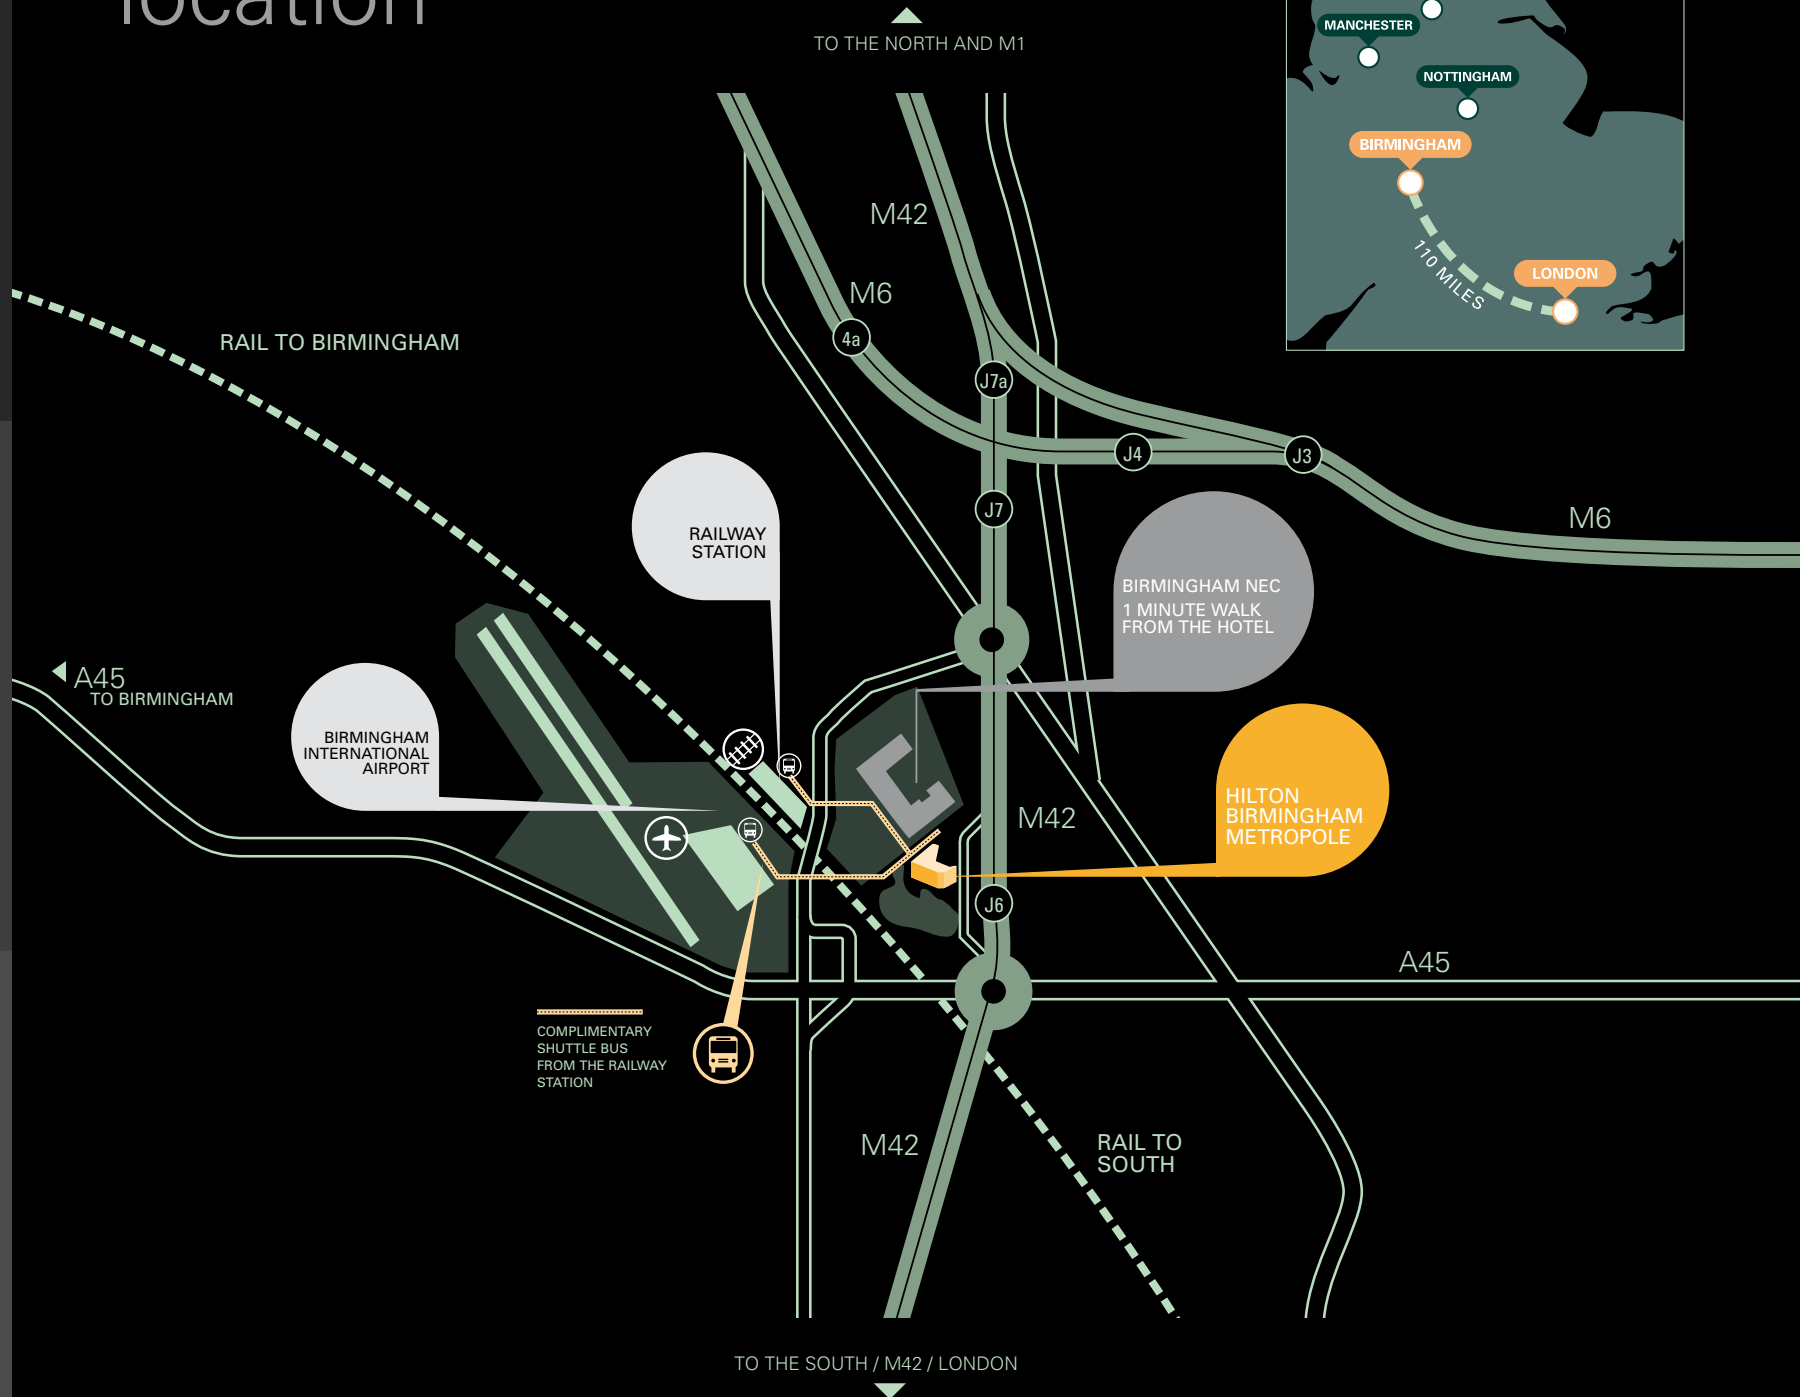 location
TO THE NORTH AND M1
MANCHESTER
NOTTINGHAM
BIRMINGHAM
110 MILES
LONDON
M42
M6
4a
J7a
J4
J3
J7
M6
RAIL TO BIRMINGHAM
RAILWAY
STATION
BIRMINGHAM NEC
1 MINUTE WALK
FROM THE HOTEL
A45
TO BIRMINGHAM
BIRMINGHAM
INTERNATIONAL
AIRPORT
HILTON
BIRMINGHAM
METROPOLE
M42
J6
A45
COMPLIMENTARY
SHUTTLE BUS
FROM THE RAILWAY
STATION
M42
RAIL TO
SOUTH
TO THE SOUTH / M42 / LONDON